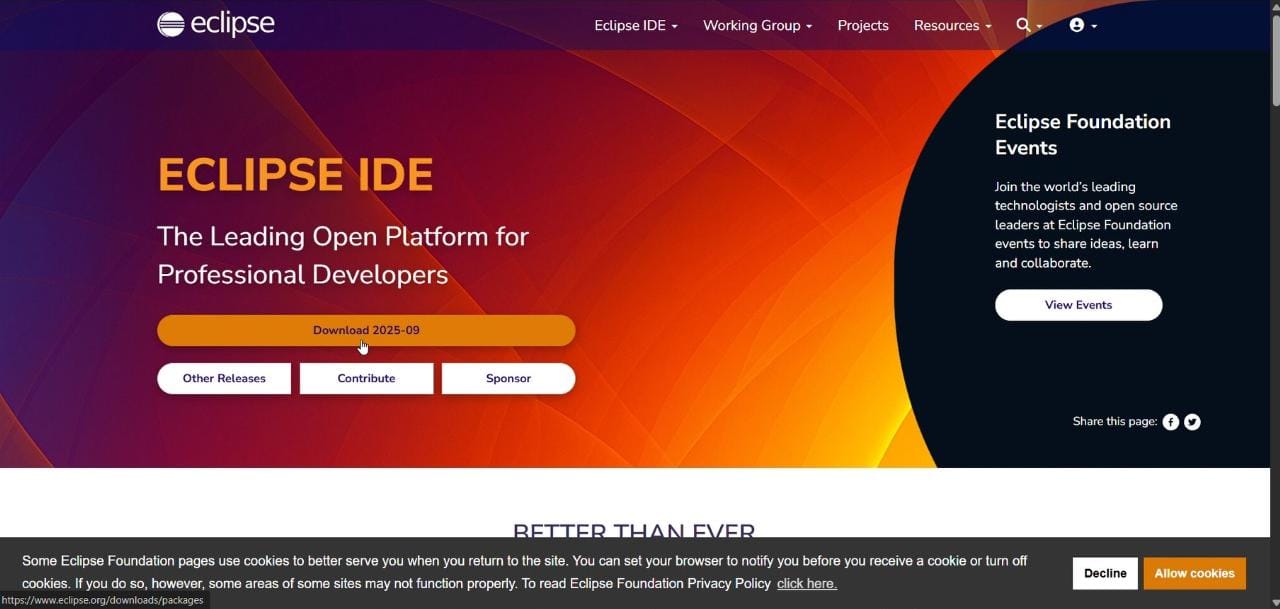 eclipse
Eclipse IDE
Working Group
Projects
Resources
ECLIPSE IDE
The Leading Open Platform for
Professional Developers
Download 2025-09
Other Releases
Contribute
Sponsor
Eclipse Foundation
Events
Join the world's leading
technologists and open source
leaders at Eclipse Foundation
events to share ideas, learn
and collaborate.
View Events
Share this page:
BETTER THAN EVER
Some Eclipse Foundation pages use cookies to better serve you when you return to the site. You can set your browser to notify you before you receive a cookie or turn off
cookies. If you do so, however, some areas of some sites may not function properly. To read Eclipse Foundation Privacy Policy click here.
Decline
Allow cookies
https://www.eclipse.org/downloads/packages